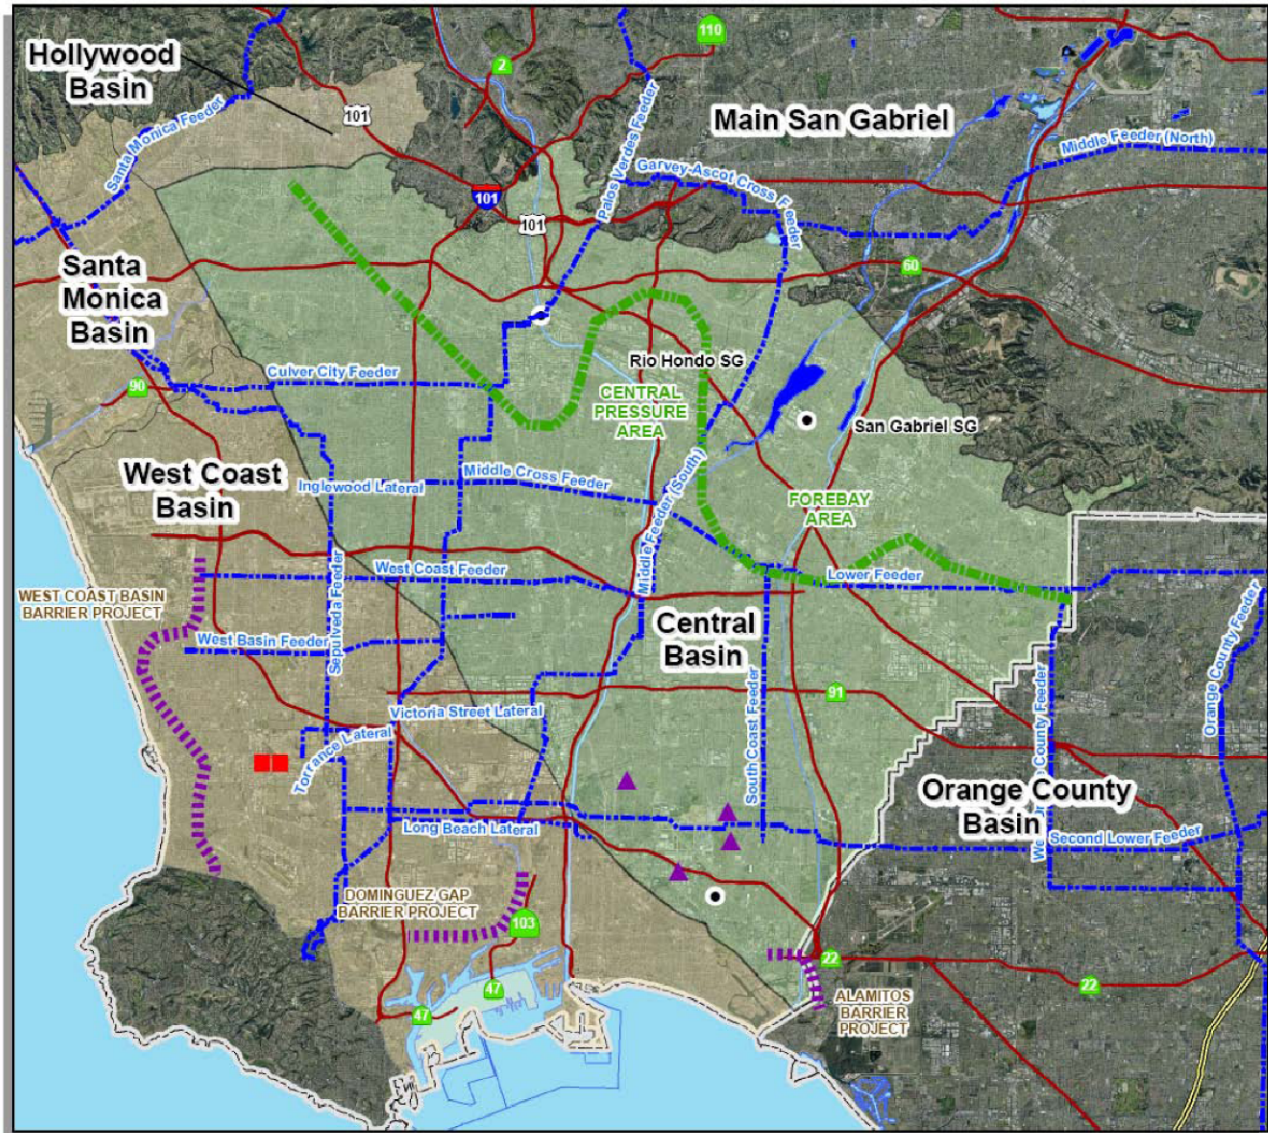 Hollywood
Basin
2
110
101
Santa Monica Feeder
Palos Verdes Feeder
Main San Gabriel
Middle Feeder (North)
Garvey-Ascot Cross Feeder
101
101
60
Santa
Monica
Basin
Rio Hondo SG
Culver City Feeder
90
CENTRAL
PRESSURE
AREA
San Gabriel SG
West Coast
Basin
Inglewood Lateral
Middle Cross Feeder
Middle Feeder (South)
FOREBAY
AREA
West Coast Feeder
Lower Feeder
WEST COAST BASIN
BARRIER PROJECT
Sepulveda Feeder
West Basin Feeder
Central
Basin
Orange County Feeder
County Feeder
South Coast Feeder
91
Victoria Street Lateral
Torrance Lateral
Orange County
Basin
Long Beach Lateral
Second Lower Feeder
DOMINGUEZ GAP
BARRIER PROJECT
103
22
22
47
47
ALAMITOS
BARRIER
PROJECT